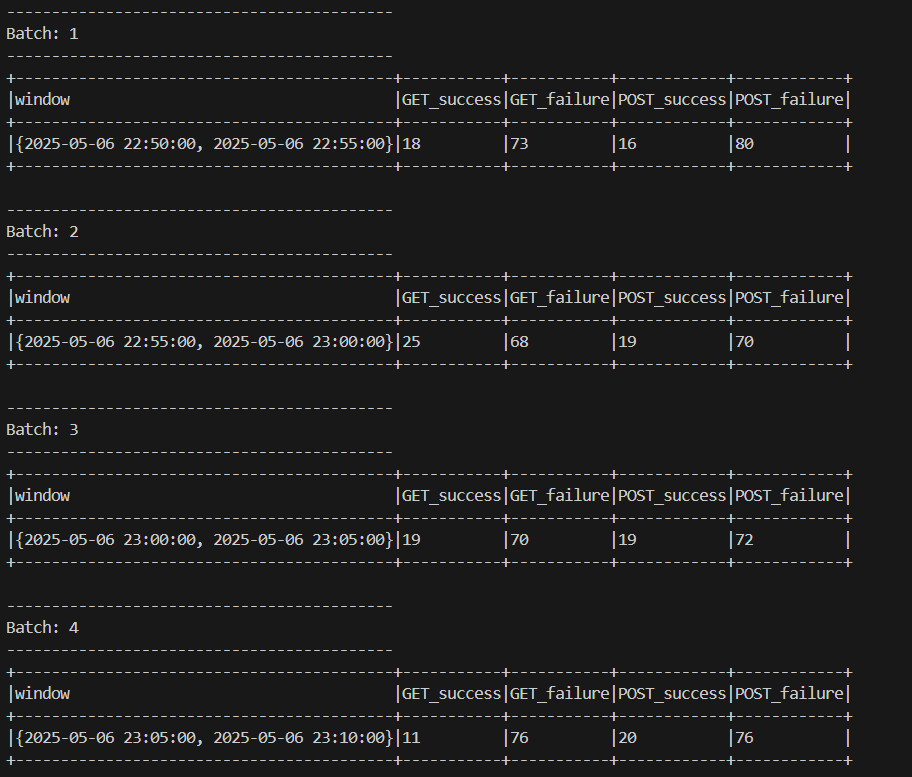 -------------------------------------------
Batch: 1
-------------------------------------------
+------------------------------------------+-----------+-----------+------------+------------+
|window                                    |GET_success|GET_failure|POST_success|POST_failure|
+------------------------------------------+-----------+-----------+------------+------------+
|{2025-05-06 22:50:00, 2025-05-06 22:55:00}|18         |73         |16          |80          |
+------------------------------------------+-----------+-----------+------------+------------+

-------------------------------------------
Batch: 2
-------------------------------------------
+------------------------------------------+-----------+-----------+------------+------------+
|window                                    |GET_success|GET_failure|POST_success|POST_failure|
+------------------------------------------+-----------+-----------+------------+------------+
|{2025-05-06 22:55:00, 2025-05-06 23:00:00}|25         |68         |19          |70          |
+------------------------------------------+-----------+-----------+------------+------------+

-------------------------------------------
Batch: 3
-------------------------------------------
+------------------------------------------+-----------+-----------+------------+------------+
|window                                    |GET_success|GET_failure|POST_success|POST_failure|
+------------------------------------------+-----------+-----------+------------+------------+
|{2025-05-06 23:00:00, 2025-05-06 23:05:00}|19         |70         |19          |72          |
+------------------------------------------+-----------+-----------+------------+------------+

-------------------------------------------
Batch: 4
-------------------------------------------
+------------------------------------------+-----------+-----------+------------+------------+
|window                                    |GET_success|GET_failure|POST_success|POST_failure|
+------------------------------------------+-----------+-----------+------------+------------+
|{2025-05-06 23:05:00, 2025-05-06 23:10:00}|11         |76         |20          |76          |
+------------------------------------------+-----------+-----------+------------+------------+